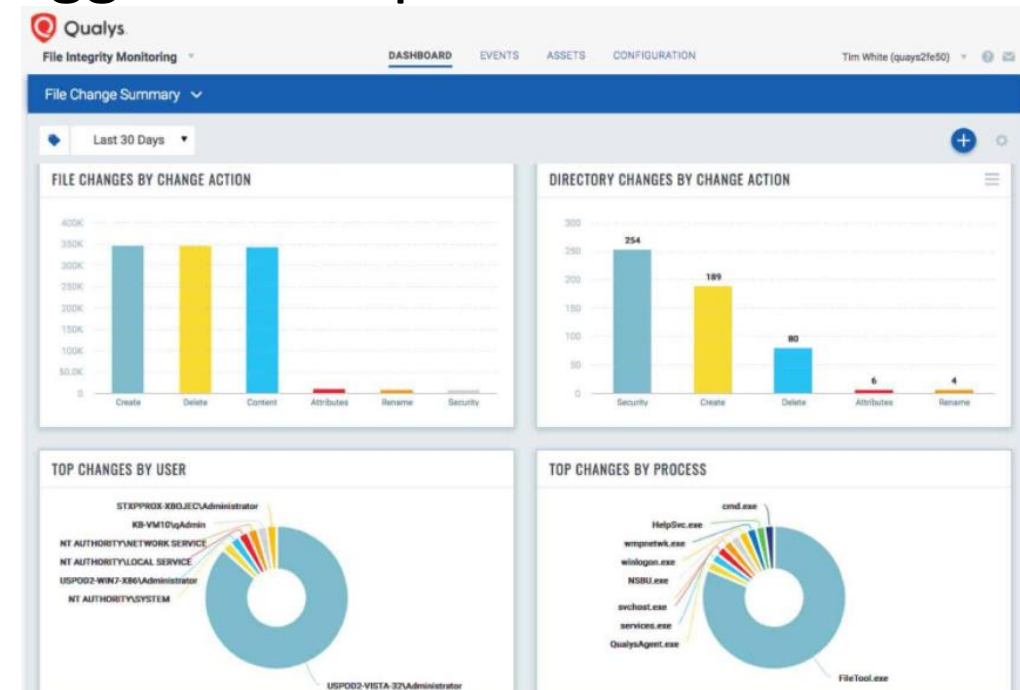 Qualys.
File Integrity Monitoring
DASHBOARD EVENTS ASSETS CONFIGURATION
Tim White (quays2fe50)
File Change Summary
Last 30 Days
FILE CHANGES BY CHANGE ACTION
400K
350K
300K
250K
200K
150K
100K
50.0K
0
Create Delete Content Attributes Rename Security
DIRECTORY CHANGES BY CHANGE ACTION
300
250
200
150
100
50
0
254
189
80
6
4
Security Create Delete Attributes Rename
TOP CHANGES BY USER
STXPPROX-XBOJEC\Administrator
KB-VM10\qAdmin
NT AUTHORITY\NETWORK SERVICE
NT AUTHORITY\LOCAL SERVICE
USPOD2-WIN7-X86\Administrator
NT AUTHORITY\SYSTEM
USPOD2-VISTA-32\Administrator
TOP CHANGES BY PROCESS
cmd.exe
HelpSvc.exe
wmpnetwk.exe
winlogon.exe
NSBU.exe
svchost.exe
services.exe
QualysAgent.exe
FileTool.exe